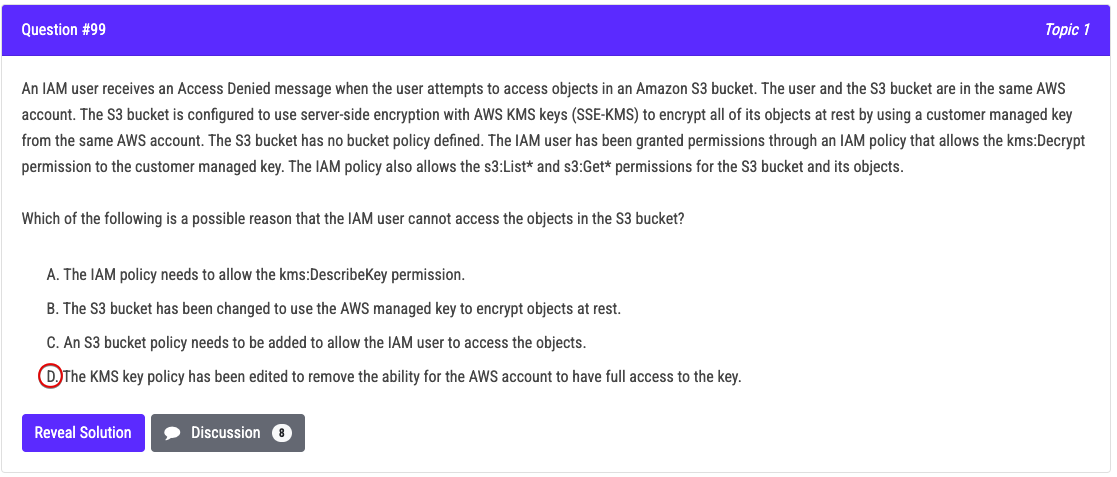 Question #99
Topic 1
An IAM user receives an Access Denied message when the user attempts to access objects in an Amazon S3 bucket. The user and the S3 bucket are in the same AWS
account. The S3 bucket is configured to use server-side encryption with AWS KMS keys (SSE-KMS) to encrypt all of its objects at rest by using a customer managed key
from the same AWS account. The S3 bucket has no bucket policy defined. The IAM user has been granted permissions through an IAM policy that allows the kms:Decrypt
permission to the customer managed key. The IAM policy also allows the s3:List* and s3:Get* permissions for the S3 bucket and its objects.
Which of the following is a possible reason that the IAM user cannot access the objects in the S3 bucket?
A. The IAM policy needs to allow the kms:DescribeKey permission.
B. The S3 bucket has been changed to use the AWS managed key to encrypt objects at rest.
C. An S3 bucket policy needs to be added to allow the IAM user to access the objects.
D. The KMS key policy has been edited to remove the ability for the AWS account to have full access to the key.
Reveal Solution
Discussion 8